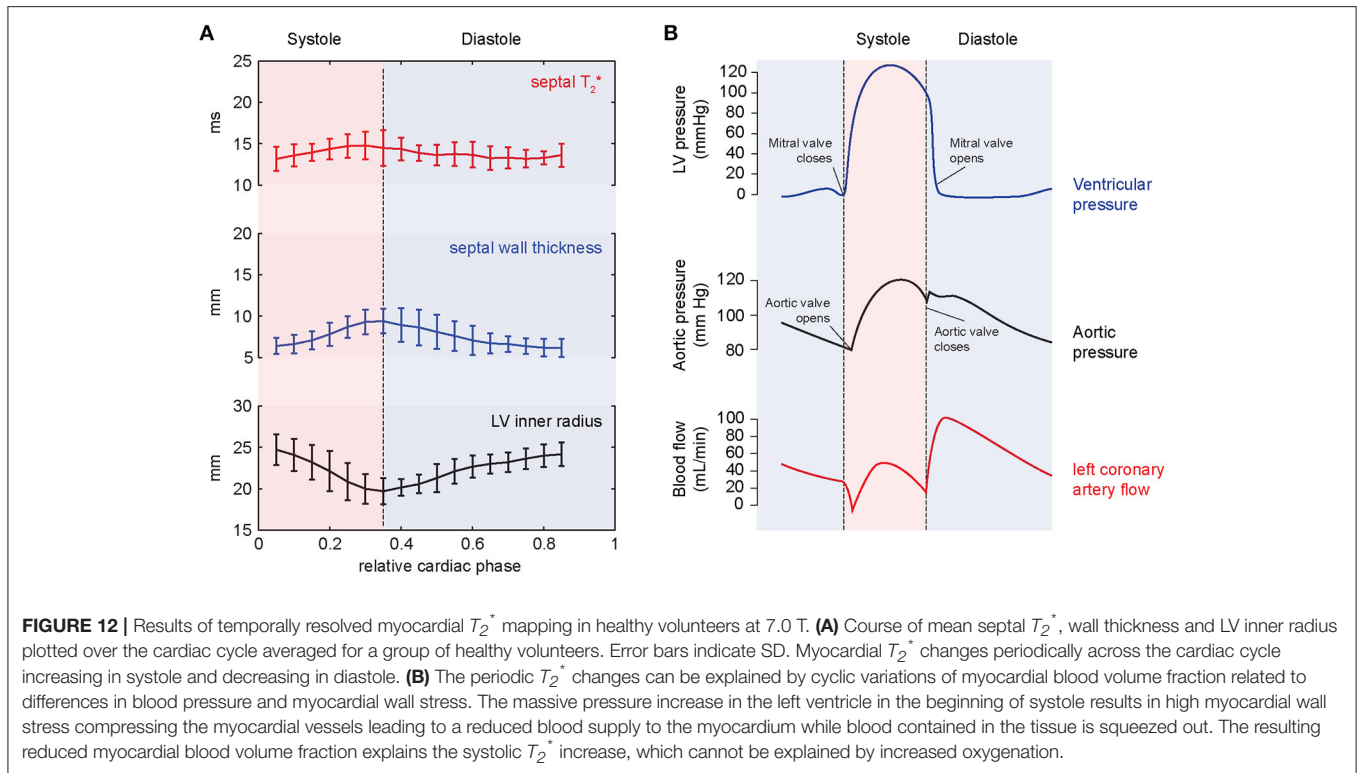 A
Systole
Diastole
25
20
15
10
ms
septal T2*
20
15
10
5
mm
septal wall thickness
30
25
20
15
mm
LV inner radius
0
0.2
0.4
0.6
0.8
1
relative cardiac phase
B
Systole
Diastole
LV pressure
(mmHg)
120
100
80
60
40
20
0
Mitral valve
closes
Mitral valve
opens
Ventricular
pressure
Aortic pressure
(mm Hg)
120
100
80
Aortic valve
opens
Aortic valve
closes
Aortic
pressure
Blood flow
(mL/min)
100
80
60
40
20
0
left coronary
artery flow
FIGURE 12 | Results of temporally resolved myocardial T2* mapping in healthy volunteers at 7.0 T. (A) Course of mean septal T2*, wall thickness and LV inner radius
plotted over the cardiac cycle averaged for a group of healthy volunteers. Error bars indicate SD. Myocardial T2* changes periodically across the cardiac cycle
increasing in systole and decreasing in diastole. (B) The periodic T2* changes can be explained by cyclic variations of myocardial blood volume fraction related to
differences in blood pressure and myocardial wall stress. The massive pressure increase in the left ventricle in the beginning of systole results in high myocardial wall
stress compressing the myocardial vessels leading to a reduced blood supply to the myocardium while blood contained in the tissue is squeezed out. The resulting
reduced myocardial blood volume fraction explains the systolic T2* increase, which cannot be explained by increased oxygenation.